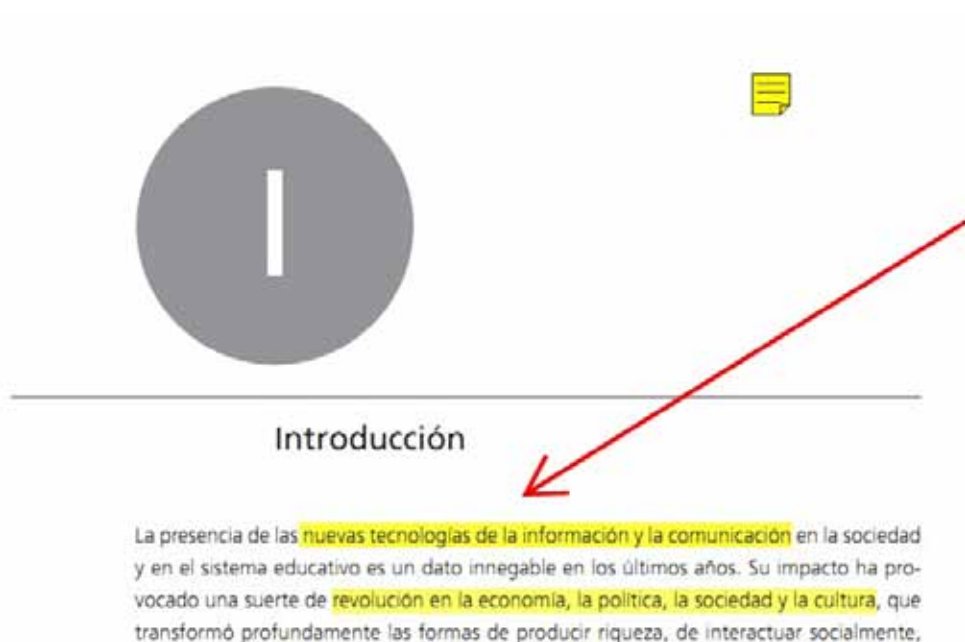 I
Introducción
La presencia de las nuevas tecnologías de la información y la comunicación en la sociedad
y en el sistema educativo es un dato innegable en los últimos años. Su impacto ha pro-
vocado una suerte de revolución en la economía, la política, la sociedad y la cultura, que
transformó profundamente las formas de producir riqueza, de interactuar socialmente,